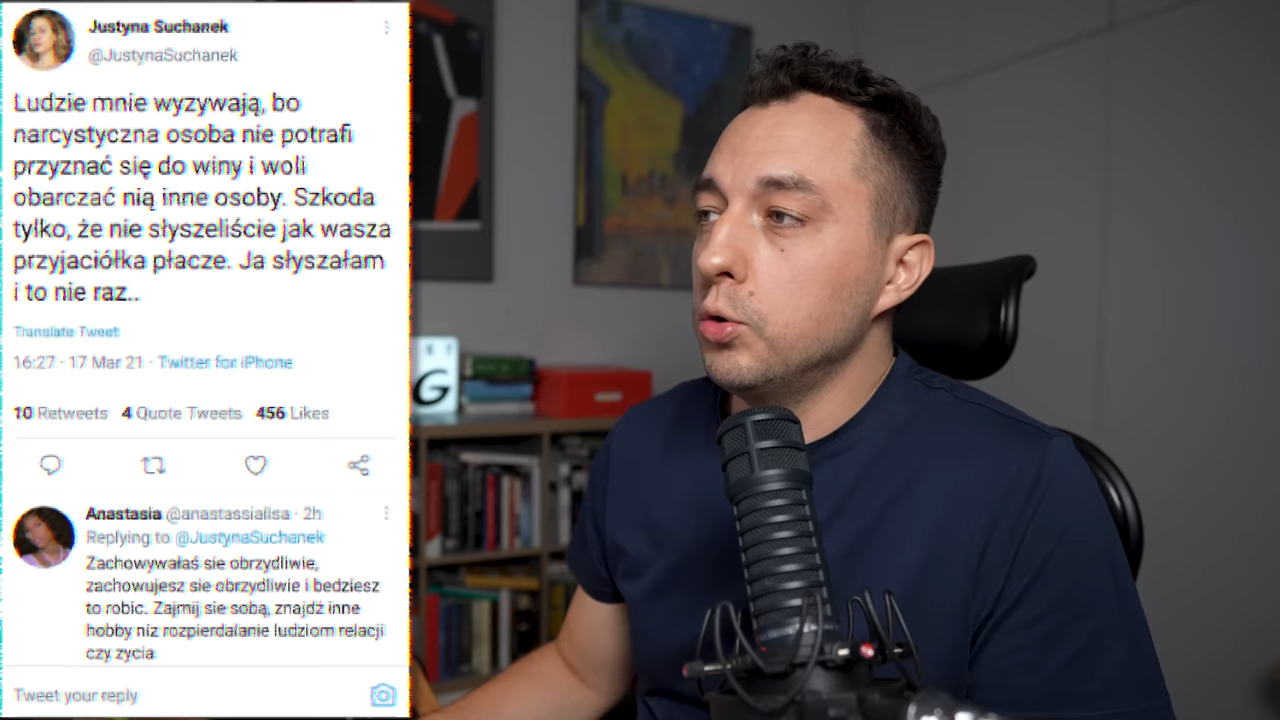 Justyna Suchanek
@JustynaSuchanek
Ludzie mnie wyzywają, bo
narcystyczna osoba nie potrafi
przyznać się do winy i woli
obarczać nią inne osoby. Szkoda
tylko, że nie słyszeliście jak wasza
przyjaciółka płacze. Ja słyszałam
i to nie raz..
Translate Tweet
16:27 · 17 Mar 21 · Twitter for iPhone
10 Retweets 4 Quote Tweets 456 Likes
Anastasia @anastassialisa · 2h
Replying to @JustynaSuchanek
Zachowywałaś sie obrzydliwie,
zachowujesz sie obrzydliwie i bedziesz
to robic. Zajmij sie sobą, znajdź inne
hobby niz rozpierdalanie ludziom relacji
czy zycia
Tweet your reply
G